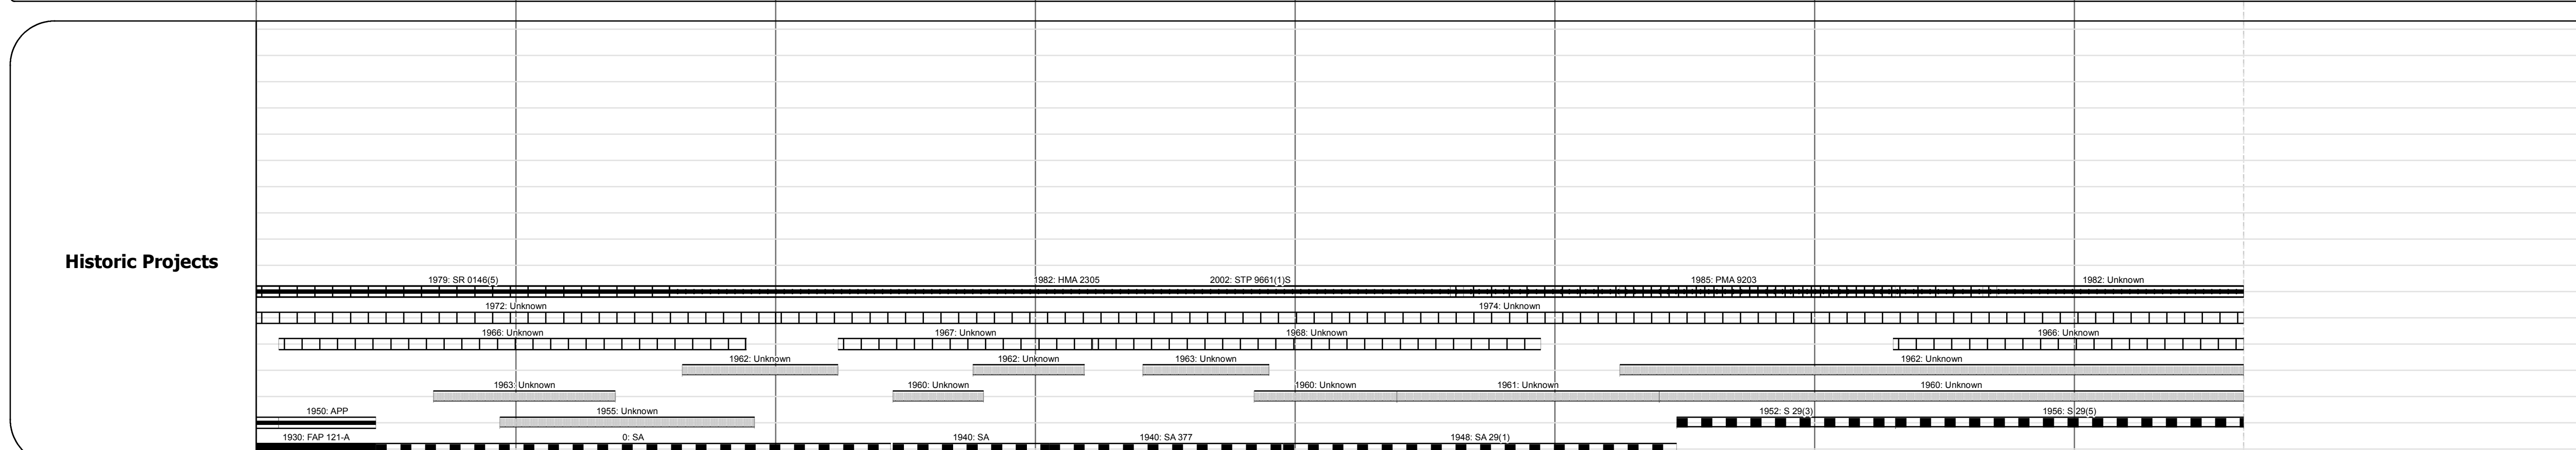 Historic Projects
1979: SR 0146(5) 1982: HMA 2305 2002: STP 9661(1)S 1985: PMA 9203 1982: Unknown
1972: Unknown 1974: Unknown
1966: Unknown 1967: Unknown 1968: Unknown 1966: Unknown
1962: Unknown 1962: Unknown 1963: Unknown 1962: Unknown
1963: Unknown 1960: Unknown 1960: Unknown 1961: Unknown 1960: Unknown
1950: APP 1955: Unknown 1952: S 29(3) 1956: S 29(5)
1930: FAP 121-A 0: SA 1940: SA 1940: SA 377 1948: SA 29(1)